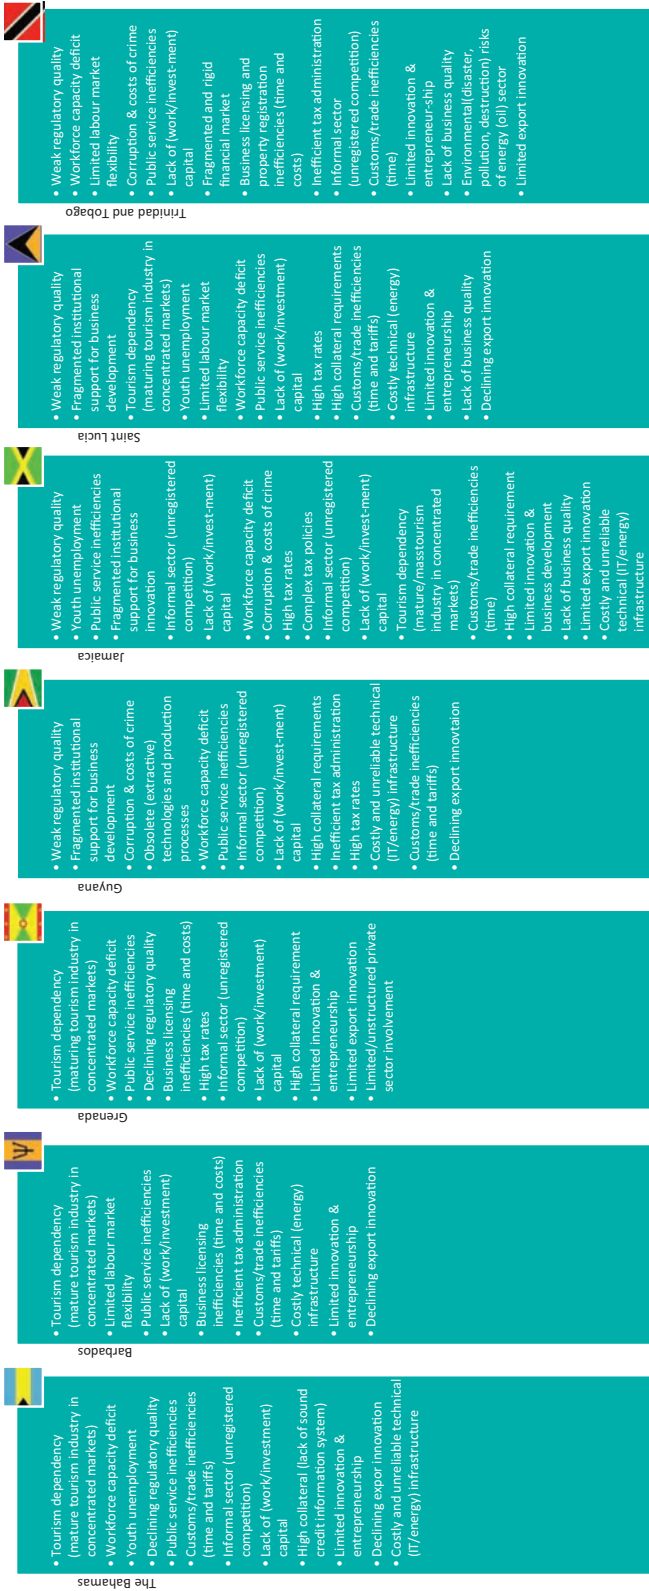 The Bahamas
• Tourism dependency
(mature tourism industry in
concentrated markets)
• Workforce capacity deficit
• Youth unemployment
• Declining regulatory quality
• Public service inefficiencies
• Customs/trade inefficiencies
(time and tariffs)
• Informal sector (unregistered
competition)
• Lack of (work/investment)
capital
• High collateral (lack of sound
credit information system)
• Limited innovation &
entrepreneurship
• Declining expor innovation
• Costly and unreliable technical
(IT/energy) infrastructure
Barbados
• Tourism dependency
(mature tourism industry in
concentrated markets)
• Limited labour market
flexibility
• Public service inefficiencies
• Lack of (work/investment)
capital
• Business licensing
inefficiencies (time and costs)
• Inefficient tax administration
• Customs/trade inefficiencies
(time and tariffs)
• Costly technical (energy)
infrastructure
• Limited innovation &
entrepreneurship
• Declining export innovation
Grenada
• Tourism dependency
(maturing tourism industry in
concentrated markets)
• Workforce capacity deficit
• Public service inefficiencies
• Declining regulatory quality
• Business licensing
inefficiencies (time and costs)
• High tax rates
• Informal sector (unregistered
competition)
• Lack of (work/investment)
capital
• High collateral requirement
• Limited innovation &
entrepreneurship
• Limited export innovation
• Limited/unstructured private
sector involvement
Guyana
• Weak regulatory quality
• Fragmented institutional
support for business
development
• Corruption & costs of crime
• Obsolete (extractive)
technologies and production
processes
• Workforce capacity deficit
• Public service inefficiencies
• Informal sector (unregistered
competition)
• Lack of (work/invest-ment)
capital
• High collateral requirements
• Inefficient tax administration
• High tax rates
• Costly and unreliable technical
(IT/energy) infrastructure
• Customs/trade inefficiencies
(time and tariffs)
• Declining export innovtaion
Jamaica
• Weak regulatory quality
• Youth unemployment
• Public service inefficiencies
• Fragmented institutional
support for business
innovation
• Informal sector (unregistered
competition)
• Lack of (work/invest-ment)
capital
• Workforce capacity deficit
• Corruption & costs of crime
• High tax rates
• Complex tax policies
• Informal sector (unregistered
competition)
• Lack of (work/invest-ment)
capital
• Tourism dependency
(mature/masstourism
industry in concentrated
markets)
• Customs/trade inefficiencies
(time)
• High collateral requirement
• Limited innovation &
business development
• Lack of business quality
• Limited export innovation
• Costly and unreliable
technical (IT/energy)
infrastructure
Saint Lucia
• Weak regulatory quality
• Fragmented institutional
support for business
development
• Tourism dependency
(maturing tourism industry in
concentrated markets)
• Youth unemployment
• Limited labour market
flexibility
• Workforce capacity deficit
• Public service inefficiencies
• Lack of (work/investment)
capital
• High tax rates
• High collateral requirements
• Customs/trade inefficiencies
(time and tariffs)
• Costly technical (energy)
infrastructure
• Limited innovation &
entrepreneurship
• Lack of business quality
• Declining export innovation
Trinidad and Tobago
• Weak regulatory quality
• Workforce capacity deficit
• Limited labour market
flexibility
• Corruption & costs of crime
• Public service inefficiencies
• Lack of (work/invest-ment)
capital
• Fragmented and rigid
financial market
• Business licensing and
property registration
inefficiencies (time and
costs)
• Inefficient tax administration
• Informal sector
(unregistered competition)
• Customs/trade inefficiencies
(time)
• Limited innovation &
entrepreneur-ship
• Lack of business quality
• Environmental(disaster,
pollution, destruction) risks
of energy (oil) sector
• Limited export innovation